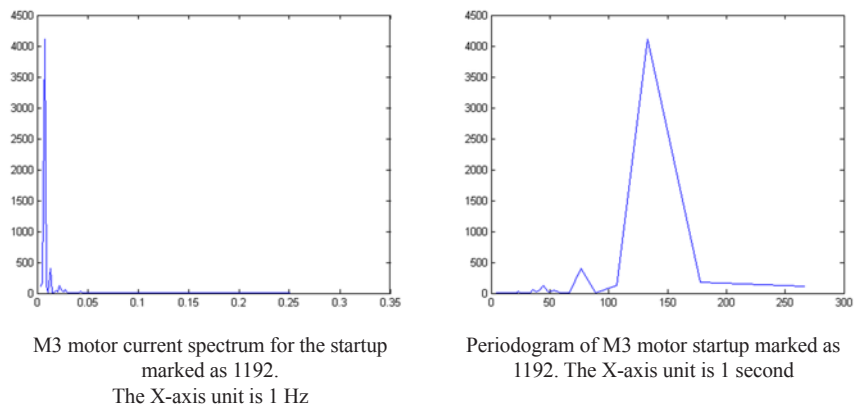 4500
4000
3500
3000
2500
2000
1500
1000
500
0
0 0.05 0.1 0.15 0.2 0.25 0.3 0.35
M3 motor current spectrum for the startup
marked as 1192.
The X-axis unit is 1 Hz
4500
4000
3500
3000
2500
2000
1500
1000
500
0
0 50 100 150 200 250 300
Periodogram of M3 motor startup marked as
1192. The X-axis unit is 1 second